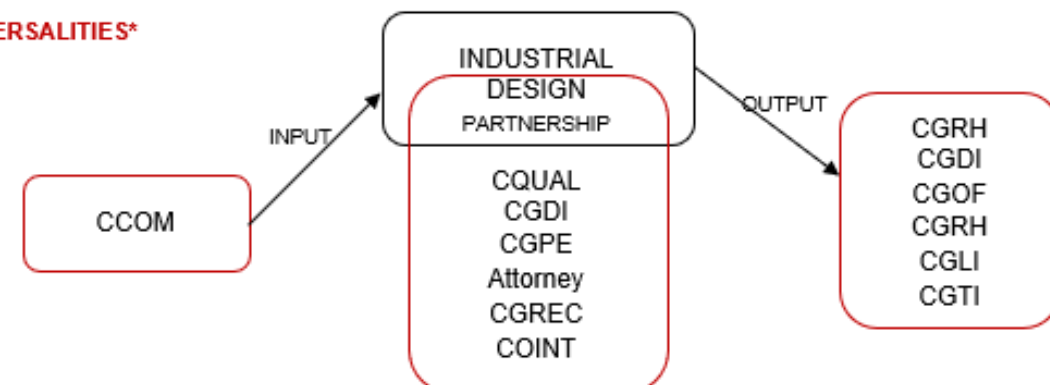 ERSALITIES*
INDUSTRIAL
DESIGN
PARTNERSHIP
INPUT
OUTPUT
CCOM
CQUAL
CGDI
CGPE
Attorney
CGREC
COINT
CGRH
CGDI
CGOF
CGRH
CGLI
CGTI